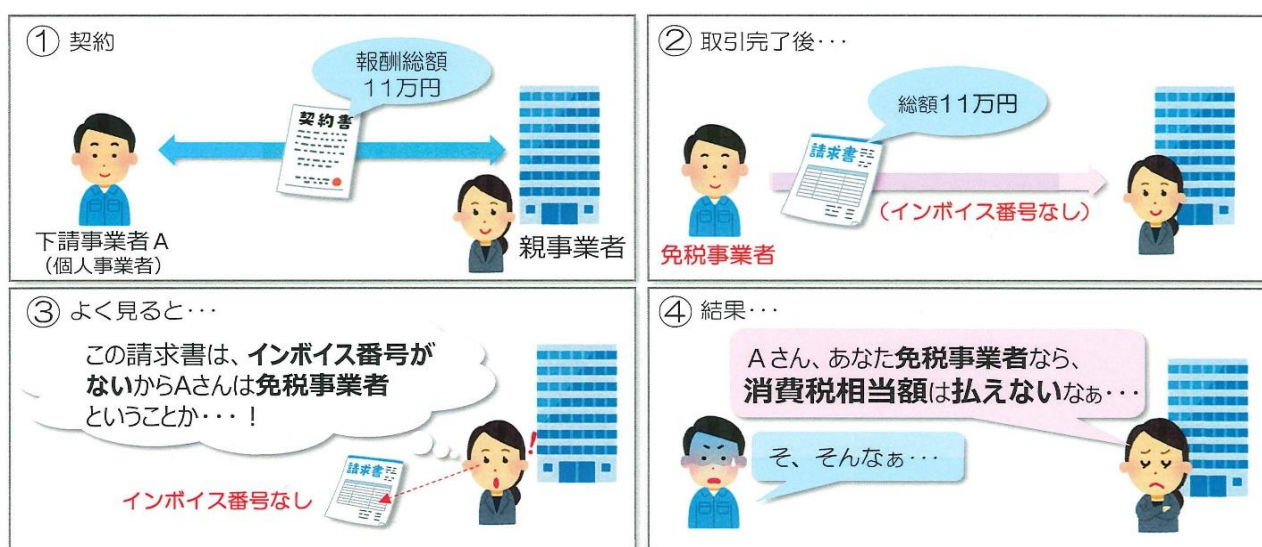 ① 契約
報酬総額
11万円
契約書
下請事業者A
（個人事業者）
親事業者
② 取引完了後・・・
総額11万円
請求書
（インボイス番号なし）
免税事業者
③ よく見ると・・・
この請求書は、インボイス番号が
ないからAさんは免税事業者
ということか・・・！
請求書
インボイス番号なし
！
④ 結果・・・
Aさん、あなた免税事業者なら、
消費税相当額は払えないなぁ・・・
そ、そんなぁ・・・